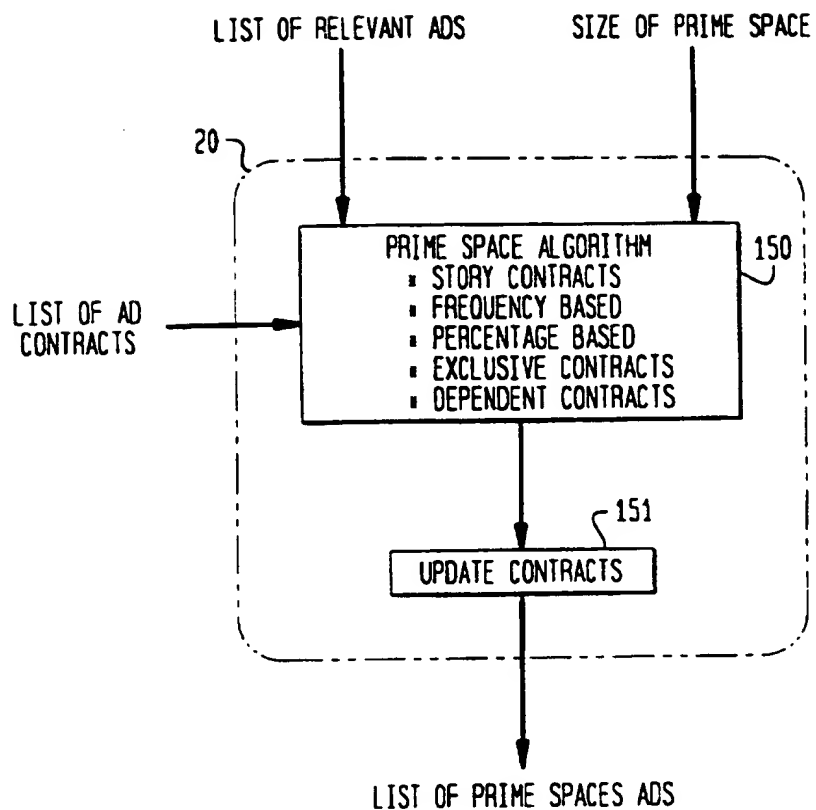 LIST OF RELEVANT ADS
SIZE OF PRIME SPACE
20
PRIME SPACE ALGORITHM
150
* STORY CONTRACTS
* FREQUENCY BASED
* PERCENTAGE BASED
* EXCLUSIVE CONTRACTS
* DEPENDENT CONTRACTS
LIST OF AD
CONTRACTS
151
UPDATE CONTRACTS
LIST OF PRIME SPACES ADS